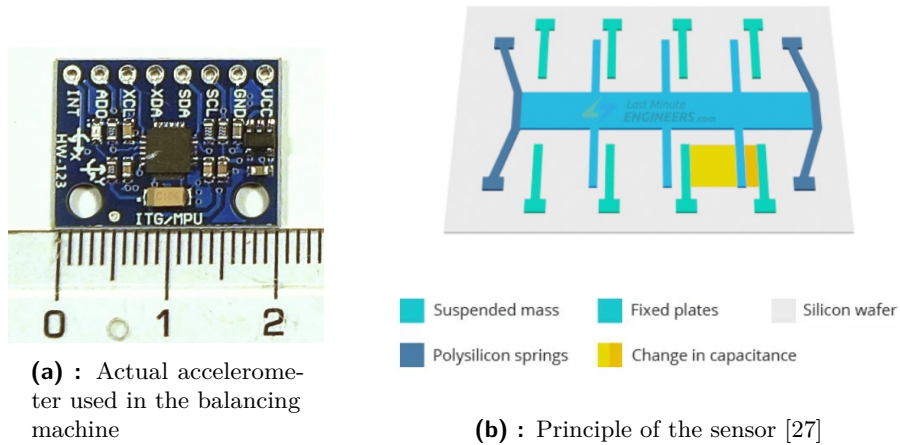 INT ADO XCL XDA SDA SCL GND VCC
HW-123
X
Y
ITG/MPU
0 1 2
(a) : Actual accelerome-
ter used in the balancing
machine
Last Minute
ENGINEERS.com
Suspended mass
Fixed plates
Silicon wafer
Polysilicon springs
Change in capacitance
(b) : Principle of the sensor [27]